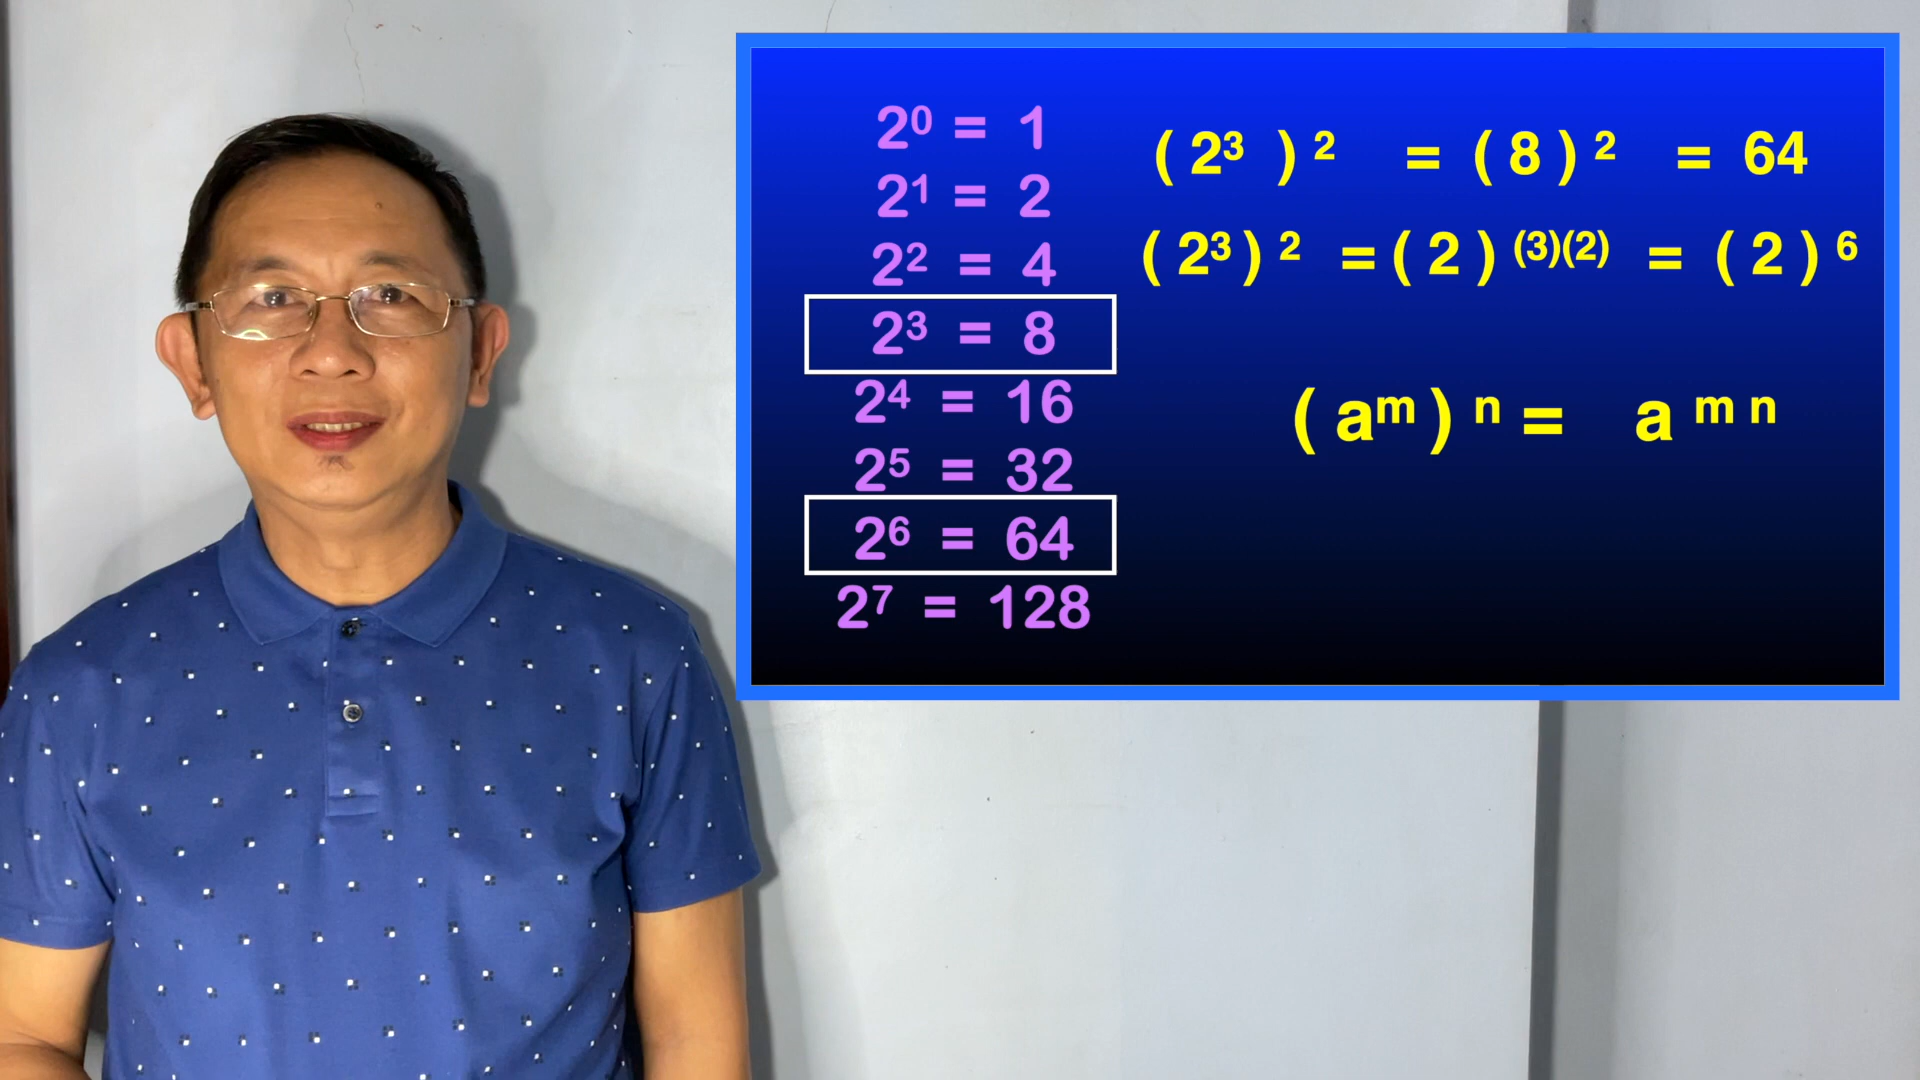 2⁰ = 1
2¹ = 2
2² = 4
2³ = 8
2⁴ = 16
2⁵ = 32
2⁶ = 64
2⁷ = 128
( 2³ ) ² = ( 8 ) ² = 64
( 2³ ) ² = ( 2 ) ⁽³⁾⁽²⁾ = ( 2 ) ⁶
( aᵐ ) ⁿ = a ᵐ ⁿ